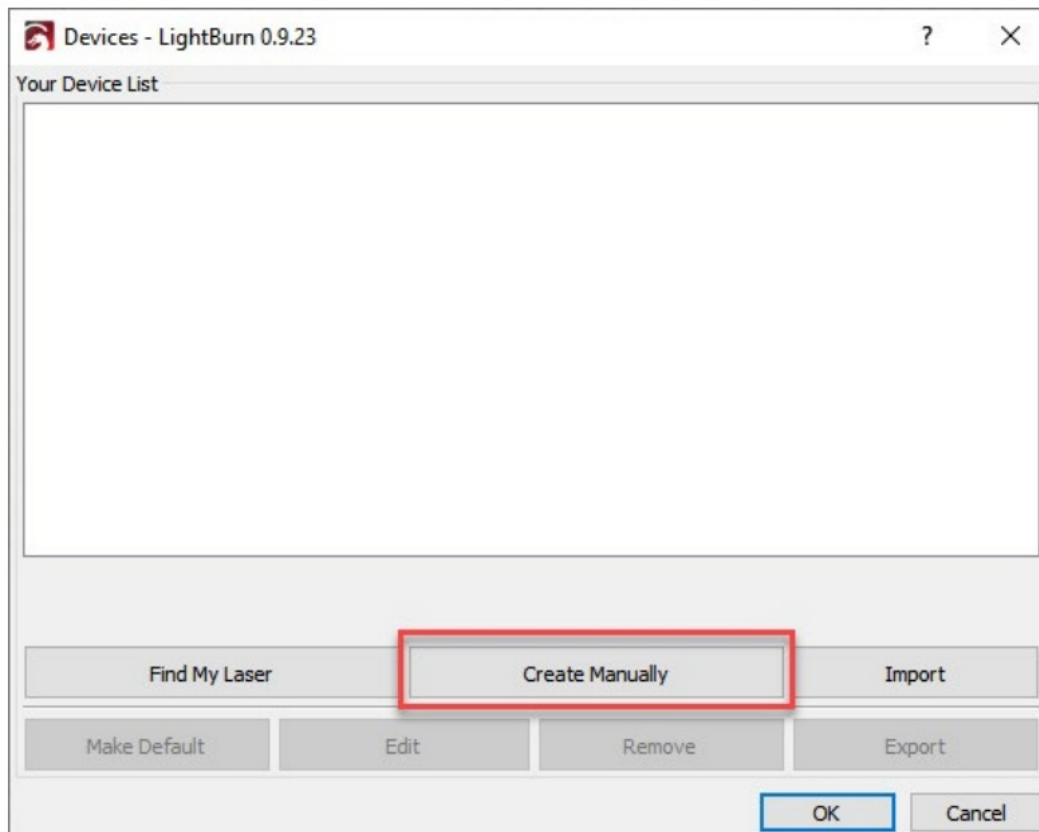 Devices - LightBurn 0.9.23
?
Your Device List
Find My Laser Create Manually Import
Make Default Edit Remove Export
OK Cancel